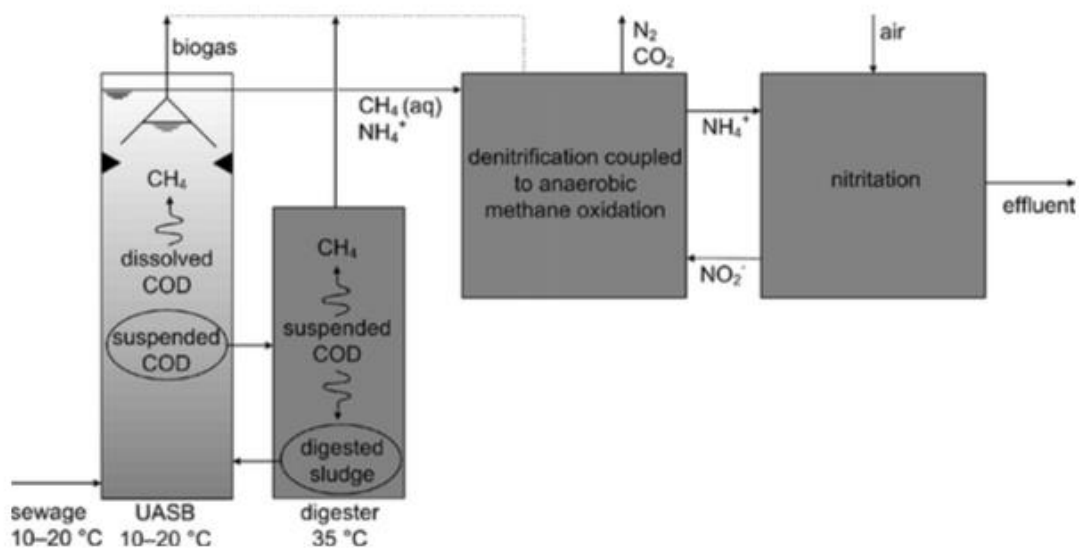 biogas
CH₄ (aq)
NH₄⁺
N₂
CO₂
air
CH₄
dissolved
COD
suspended
COD
CH₄
suspended
COD
digested
sludge
denitrification coupled
to anaerobic
methane oxidation
NH₄⁺
NO₂⁻
nitritation
effluent
sewage
10–20 °C
UASB
10–20 °C
digester
35 °C